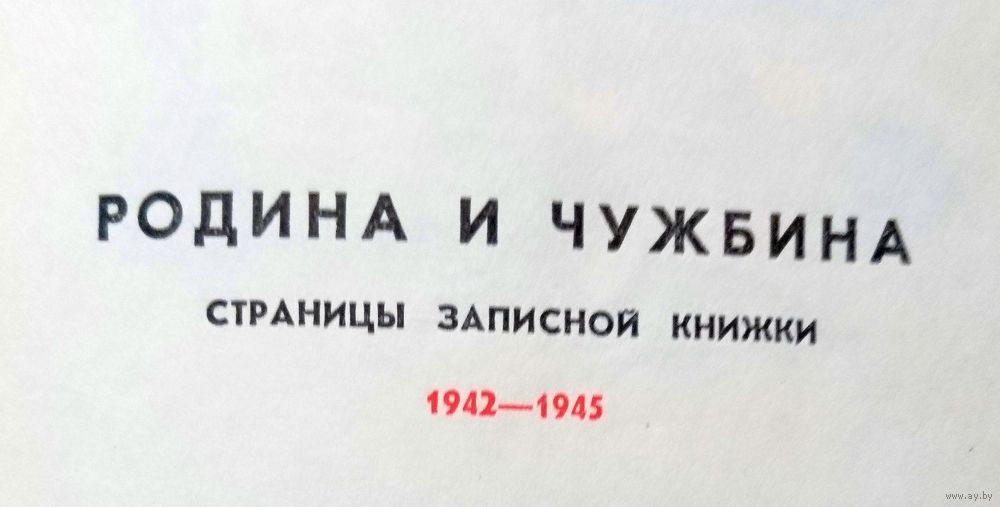 РОДИНА И ЧУЖБИНА
СТРАНИЦЫ ЗАПИСНОЙ КНИЖКИ
1942—1945
www.ay.by